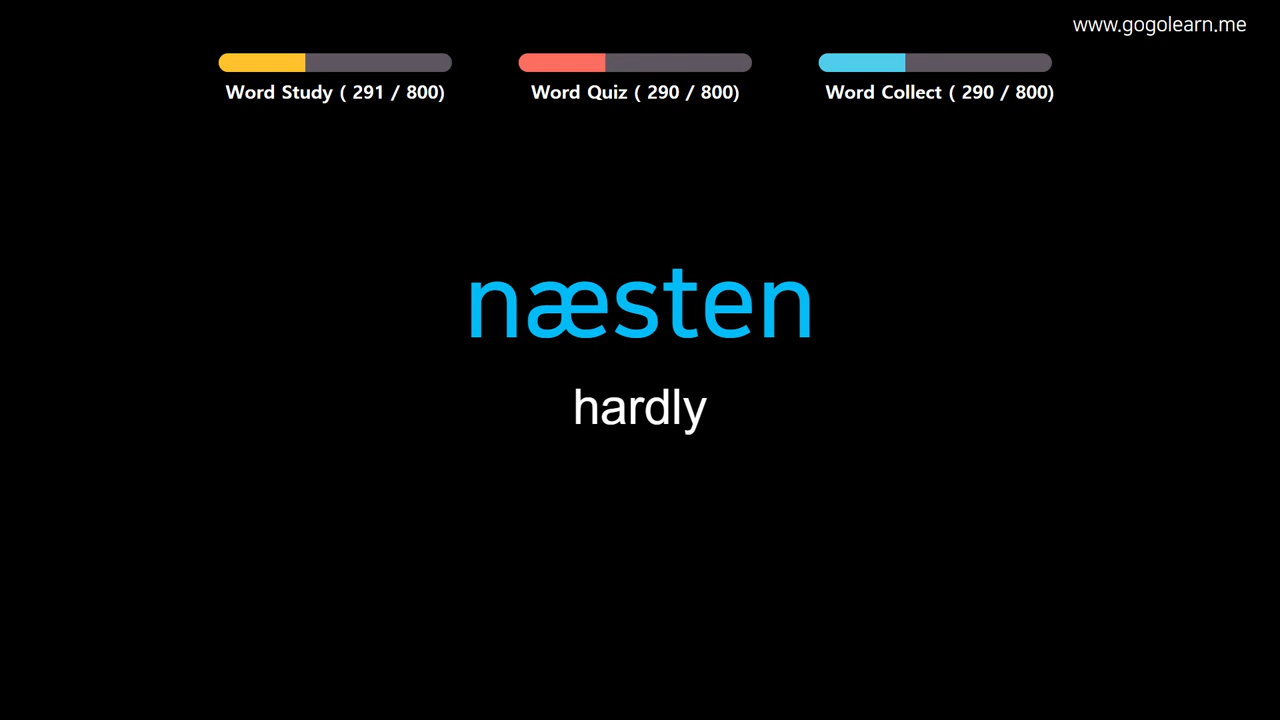 www.gogolearn.me
Word Study ( 291 / 800)
Word Quiz ( 290 / 800)
Word Collect ( 290 / 800)
næsten
hardly